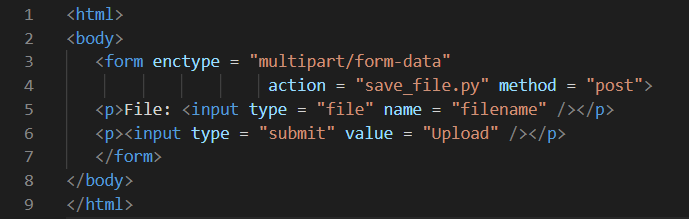 1 <html>
2 <body>
3 <form enctype = "multipart/form-data"
4 action = "save_file.py" method = "post">
5 <p>File: <input type = "file" name = "filename" /></p>
6 <p><input type = "submit" value = "Upload" /></p>
7 </form>
8 </body>
9 </html>